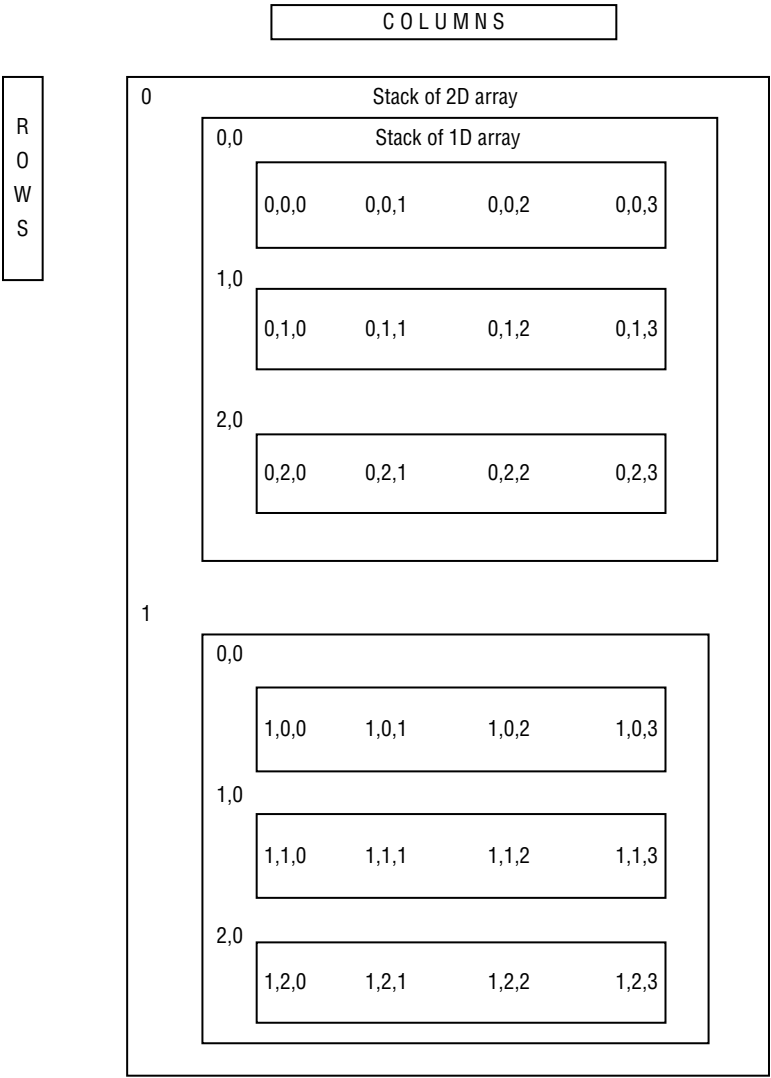 COLUMNS
R
O
W
S
0 Stack of 2D array
0,0 Stack of 1D array
0,0,0 0,0,1 0,0,2 0,0,3
1,0
0,1,0 0,1,1 0,1,2 0,1,3
2,0
0,2,0 0,2,1 0,2,2 0,2,3
1
0,0
1,0,0 1,0,1 1,0,2 1,0,3
1,0
1,1,0 1,1,1 1,1,2 1,1,3
2,0
1,2,0 1,2,1 1,2,2 1,2,3